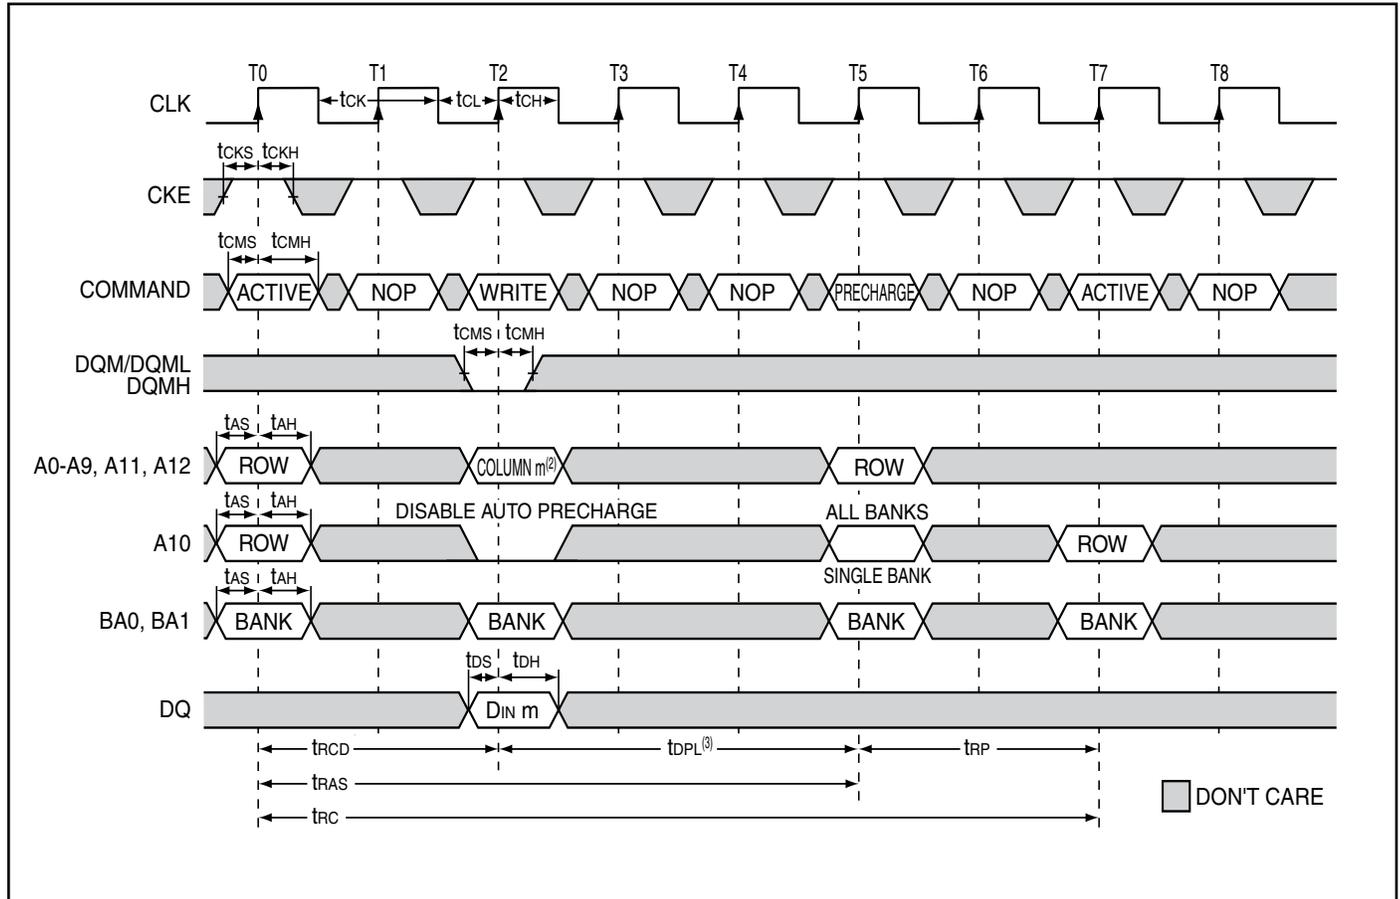 T0 T1 T2 T3 T4 T5 T6 T7 T8
CLK tCK tCL tCH
tCKS tCKH
CKE
tCMS tCMH
COMMAND ACTIVE NOP WRITE NOP NOP PRECHARGE NOP ACTIVE NOP
tCMS tCMH
DQM/DQML
DQMH
tAS tAH
A0-A9, A11, A12 ROW COLUMN m(2) ROW
tAS tAH DISABLE AUTO PRECHARGE ALL BANKS
A10 ROW ROW
tAS tAH SINGLE BANK
BA0, BA1 BANK BANK BANK BANK
tDS tDH
DQ DIN m
tRCD tDPL(3) tRP
tRAS
DON'T CARE
tRC